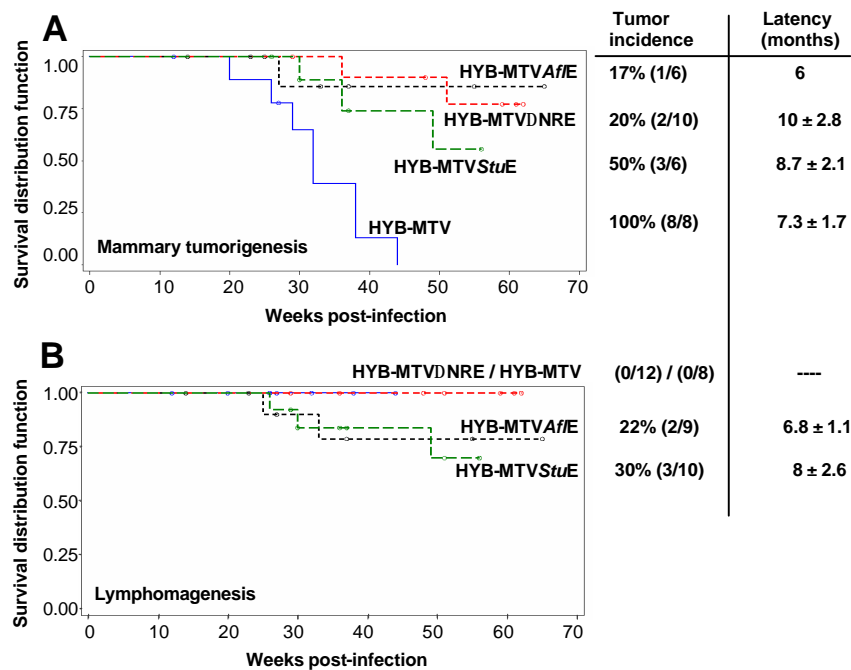 A
Tumor incidence
Latency (months)
Survival distribution function
1.00
0.75
0.50
0.25
0.00
HYB-MTVAflE
HYB-MTVDNRE
HYB-MTVStuE
HYB-MTV
Mammary tumorigenesis
0 10 20 30 40 50 60 70
Weeks post-infection
17% (1/6) 6
20% (2/10) 10 ± 2.8
50% (3/6) 8.7 ± 2.1
100% (8/8) 7.3 ± 1.7
B
HYB-MTVDNRE / HYB-MTV (0/12) / (0/8) ----
Survival distribution function
1.00
0.75
0.50
0.25
0.00
HYB-MTVAflE 22% (2/9) 6.8 ± 1.1
HYB-MTVStuE 30% (3/10) 8 ± 2.6
Lymphomagenesis
0 10 20 30 40 50 60 70
Weeks post-infection